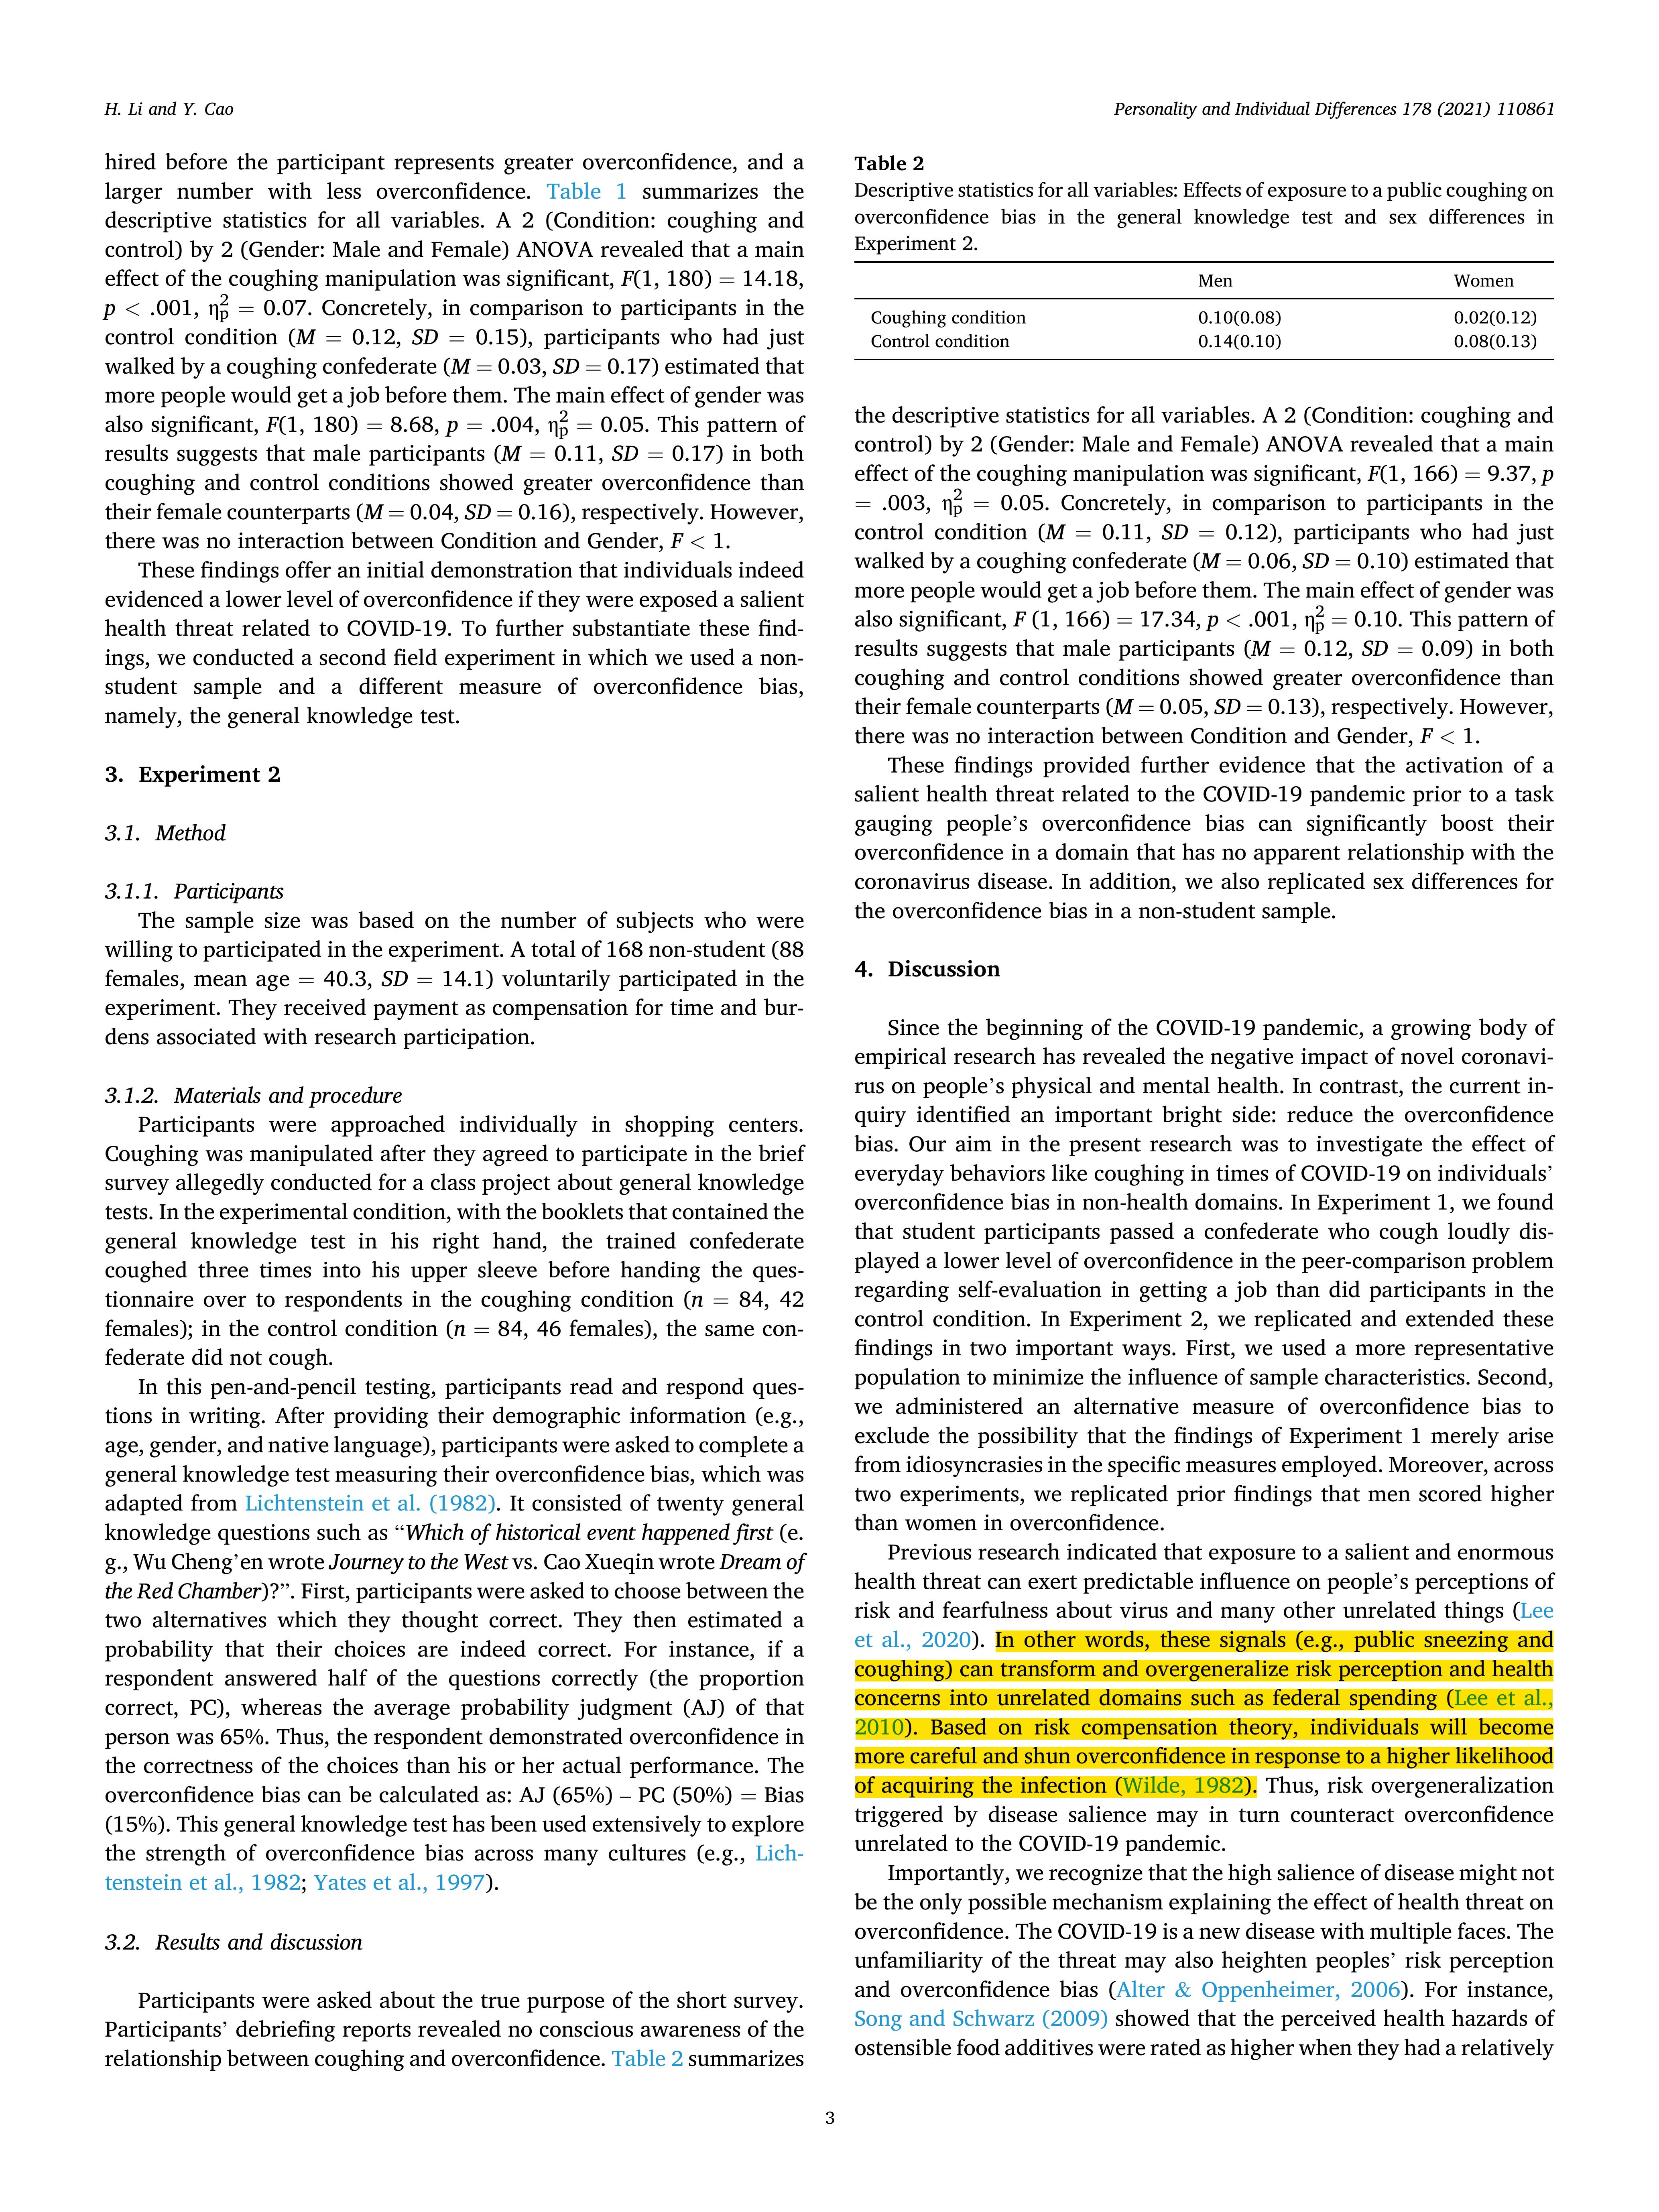 H. Li and Y. Cao
Personality and Individual Differences 178 (2021) 110861
hired before the participant represents greater overconfidence, and a
larger number with less overconfidence. Table 1 summarizes the
descriptive statistics for all variables. A 2 (Condition: coughing and
control) by 2 (Gender: Male and Female) ANOVA revealed that a main
effect of the coughing manipulation was significant, F(1, 180) = 14.18,
p < .001, η²p = 0.07. Concretely, in comparison to participants in the
control condition (M = 0.12, SD = 0.15), participants who had just
walked by a coughing confederate (M = 0.03, SD = 0.17) estimated that
more people would get a job before them. The main effect of gender was
also significant, F(1, 180) = 8.68, p = .004, η²p = 0.05. This pattern of
results suggests that male participants (M = 0.11, SD = 0.17) in both
coughing and control conditions showed greater overconfidence than
their female counterparts (M = 0.04, SD = 0.16), respectively. However,
there was no interaction between Condition and Gender, F < 1.
These findings offer an initial demonstration that individuals indeed
evidenced a lower level of overconfidence if they were exposed a salient
health threat related to COVID-19. To further substantiate these find-
ings, we conducted a second field experiment in which we used a non-
student sample and a different measure of overconfidence bias,
namely, the general knowledge test.
3. Experiment 2
3.1. Method
3.1.1. Participants
The sample size was based on the number of subjects who were
willing to participated in the experiment. A total of 168 non-student (88
females, mean age = 40.3, SD = 14.1) voluntarily participated in the
experiment. They received payment as compensation for time and bur-
dens associated with research participation.
3.1.2. Materials and procedure
Participants were approached individually in shopping centers.
Coughing was manipulated after they agreed to participate in the brief
survey allegedly conducted for a class project about general knowledge
tests. In the experimental condition, with the booklets that contained the
general knowledge test in his right hand, the trained confederate
coughed three times into his upper sleeve before handing the ques-
tionnaire over to respondents in the coughing condition (n = 84, 42
females); in the control condition (n = 84, 46 females), the same con-
federate did not cough.
In this pen-and-pencil testing, participants read and respond ques-
tions in writing. After providing their demographic information (e.g.,
age, gender, and native language), participants were asked to complete a
general knowledge test measuring their overconfidence bias, which was
adapted from Lichtenstein et al. (1982). It consisted of twenty general
knowledge questions such as “Which of historical event happened first (e.
g., Wu Cheng’en wrote Journey to the West vs. Cao Xueqin wrote Dream of
the Red Chamber)?”. First, participants were asked to choose between the
two alternatives which they thought correct. They then estimated a
probability that their choices are indeed correct. For instance, if a
respondent answered half of the questions correctly (the proportion
correct, PC), whereas the average probability judgment (AJ) of that
person was 65%. Thus, the respondent demonstrated overconfidence in
the correctness of the choices than his or her actual performance. The
overconfidence bias can be calculated as: AJ (65%) – PC (50%) = Bias
(15%). This general knowledge test has been used extensively to explore
the strength of overconfidence bias across many cultures (e.g., Lich-
tenstein et al., 1982; Yates et al., 1997).
3.2. Results and discussion
Participants were asked about the true purpose of the short survey.
Participants’ debriefing reports revealed no conscious awareness of the
relationship between coughing and overconfidence. Table 2 summarizes
Table 2
Descriptive statistics for all variables: Effects of exposure to a public coughing on
overconfidence bias in the general knowledge test and sex differences in
Experiment 2.
Men Women
Coughing condition 0.10(0.08) 0.02(0.12)
Control condition 0.14(0.10) 0.08(0.13)
the descriptive statistics for all variables. A 2 (Condition: coughing and
control) by 2 (Gender: Male and Female) ANOVA revealed that a main
effect of the coughing manipulation was significant, F(1, 166) = 9.37, p
= .003, η²p = 0.05. Concretely, in comparison to participants in the
control condition (M = 0.11, SD = 0.12), participants who had just
walked by a coughing confederate (M = 0.06, SD = 0.10) estimated that
more people would get a job before them. The main effect of gender was
also significant, F (1, 166) = 17.34, p < .001, η²p = 0.10. This pattern of
results suggests that male participants (M = 0.12, SD = 0.09) in both
coughing and control conditions showed greater overconfidence than
their female counterparts (M = 0.05, SD = 0.13), respectively. However,
there was no interaction between Condition and Gender, F < 1.
These findings provided further evidence that the activation of a
salient health threat related to the COVID-19 pandemic prior to a task
gauging people’s overconfidence bias can significantly boost their
overconfidence in a domain that has no apparent relationship with the
coronavirus disease. In addition, we also replicated sex differences for
the overconfidence bias in a non-student sample.
4. Discussion
Since the beginning of the COVID-19 pandemic, a growing body of
empirical research has revealed the negative impact of novel coronavi-
rus on people’s physical and mental health. In contrast, the current in-
quiry identified an important bright side: reduce the overconfidence
bias. Our aim in the present research was to investigate the effect of
everyday behaviors like coughing in times of COVID-19 on individuals’
overconfidence bias in non-health domains. In Experiment 1, we found
that student participants passed a confederate who cough loudly dis-
played a lower level of overconfidence in the peer-comparison problem
regarding self-evaluation in getting a job than did participants in the
control condition. In Experiment 2, we replicated and extended these
findings in two important ways. First, we used a more representative
population to minimize the influence of sample characteristics. Second,
we administered an alternative measure of overconfidence bias to
exclude the possibility that the findings of Experiment 1 merely arise
from idiosyncrasies in the specific measures employed. Moreover, across
two experiments, we replicated prior findings that men scored higher
than women in overconfidence.
Previous research indicated that exposure to a salient and enormous
health threat can exert predictable influence on people’s perceptions of
risk and fearfulness about virus and many other unrelated things (Lee
et al., 2020). In other words, these signals (e.g., public sneezing and
coughing) can transform and overgeneralize risk perception and health
concerns into unrelated domains such as federal spending (Lee et al.,
2010). Based on risk compensation theory, individuals will become
more careful and shun overconfidence in response to a higher likelihood
of acquiring the infection (Wilde, 1982). Thus, risk overgeneralization
triggered by disease salience may in turn counteract overconfidence
unrelated to the COVID-19 pandemic.
Importantly, we recognize that the high salience of disease might not
be the only possible mechanism explaining the effect of health threat on
overconfidence. The COVID-19 is a new disease with multiple faces. The
unfamiliarity of the threat may also heighten peoples’ risk perception
and overconfidence bias (Alter & Oppenheimer, 2006). For instance,
Song and Schwarz (2009) showed that the perceived health hazards of
ostensible food additives were rated as higher when they had a relatively
3